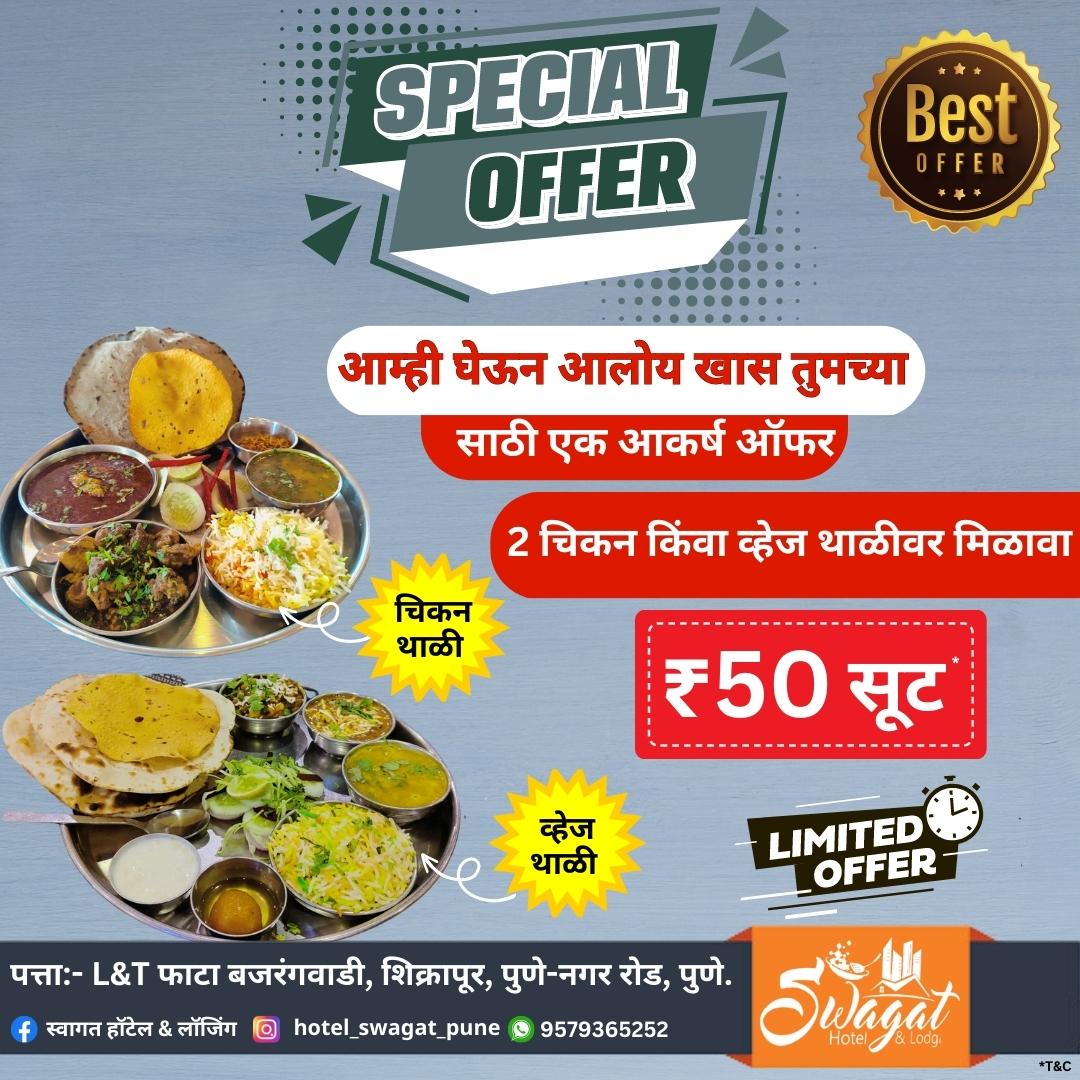 SPECIAL
OFFER
Best
OFFER
आम्ही घेऊन आलोय खास तुमच्या
साठी एक आकर्ष ऑफर
2 चिकन किंवा व्हेज थाळीवर मिळावा
चिकन
थाळी
₹50 सूट*
व्हेज
थाळी
LIMITED
OFFER
पत्ता:- L&T फाटा बजरंगवाडी, शिक्रापूर, पुणे-नगर रोड, पुणे.
स्वागत हॉटेल & लॉजिंग hotel_swagat_pune 9579365252
Swagat
Hotel & Lodgi
*T&C